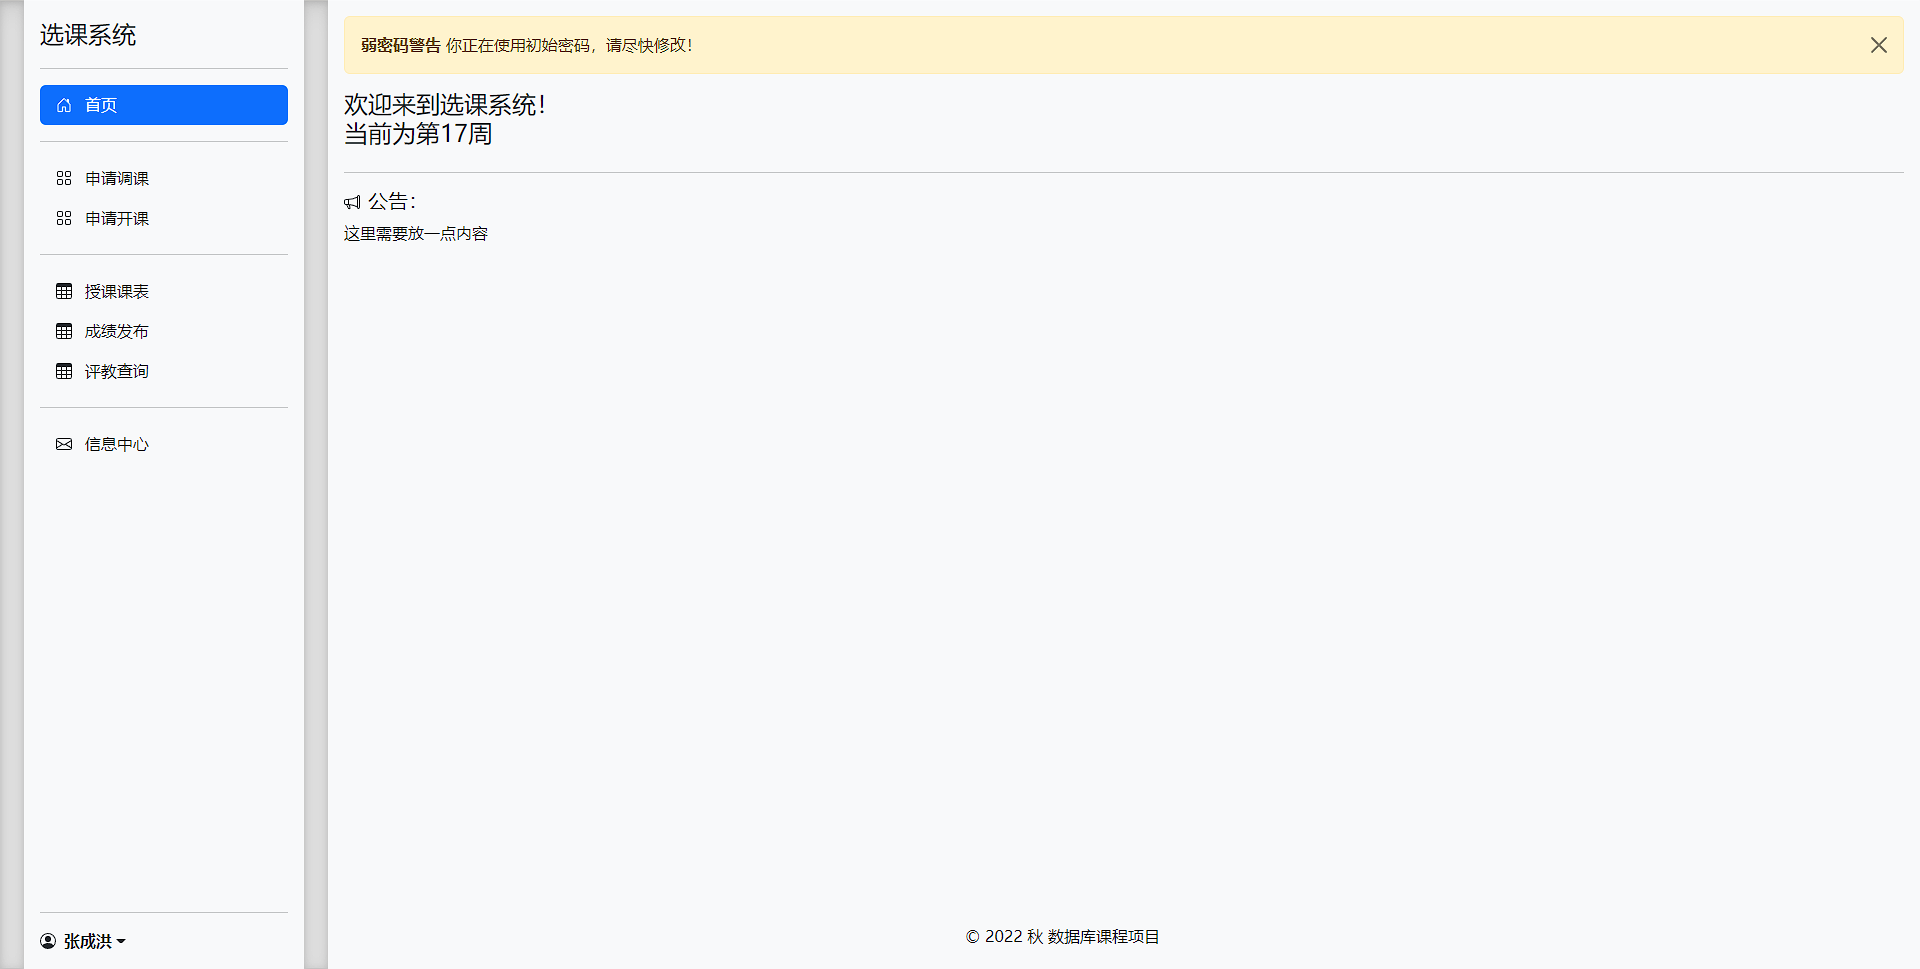 选课系统
首页
申请调课
申请开课
授课课表
成绩发布
评教查询
信息中心
张成洪
弱密码警告 你正在使用初始密码，请尽快修改！
欢迎来到选课系统！
当前为第17周
公告：
这里需要放一点内容
© 2022 秋 数据库课程项目